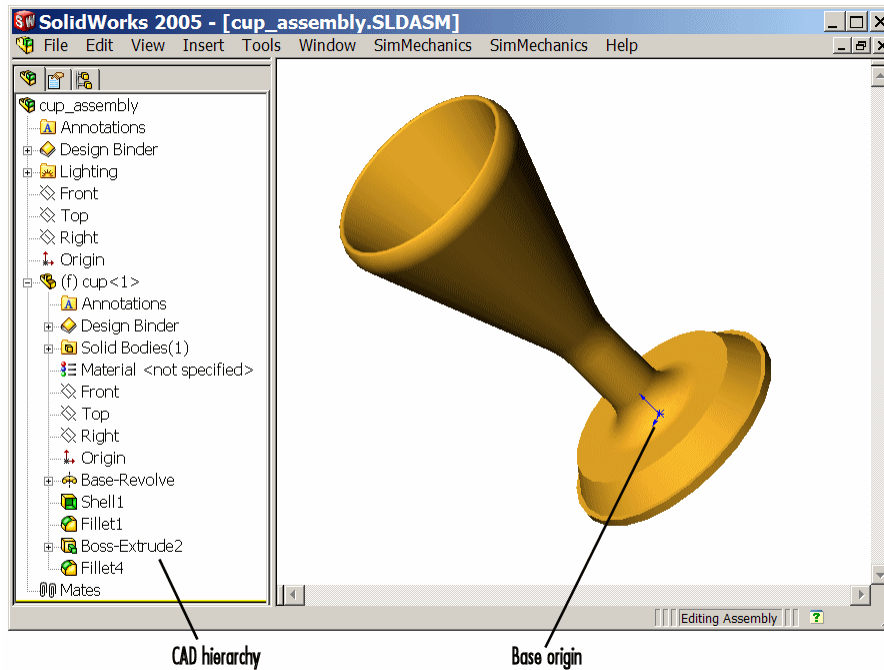 SolidWorks 2005 - [cup_assembly.SLDASM]
File Edit View Insert Tools Window SimMechanics SimMechanics Help
cup_assembly
Annotations
Design Binder
Lighting
Front
Top
Right
Origin
(f) cup<1>
Annotations
Design Binder
Solid Bodies(1)
Material <not specified>
Front
Top
Right
Origin
Base-Revolve
Shell1
Fillet1
Boss-Extrude2
Fillet4
Mates
Editing Assembly
CAD hierarchy
Base origin